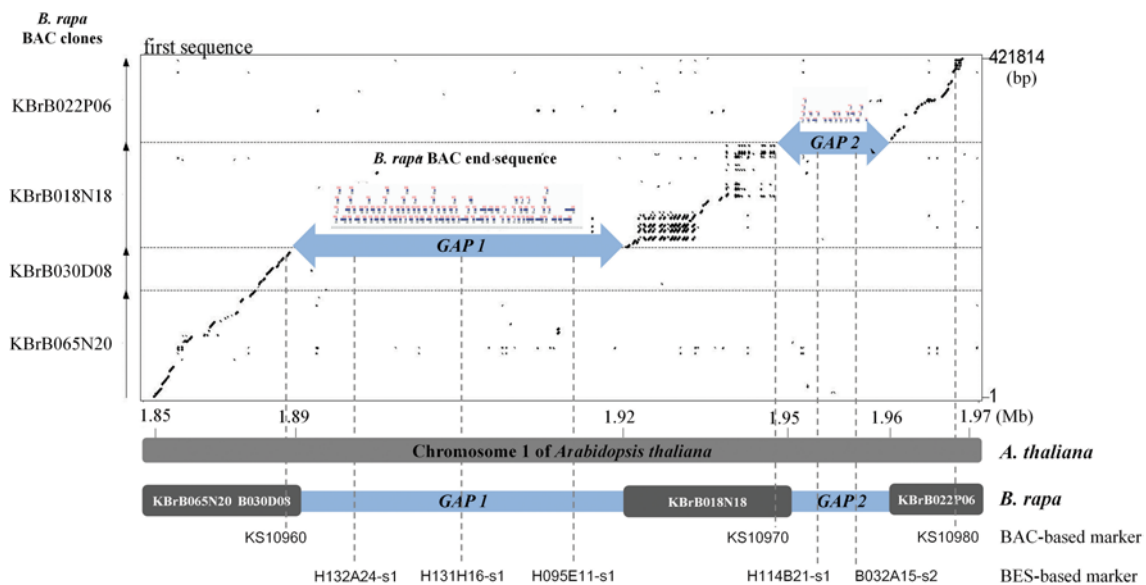 B. rapa
BAC clones
first sequence
421814
(bp)
KBrB022P06
GAP 2
B. rapa BAC end-sequence
KBrB018N18
GAP 1
KBrB030D08
KBrB065N20
1
1.85 1.89 1.92 1.95 1.96 1.97 (Mb)
Chromosome 1 of Arabidopsis thaliana A. thaliana
KBrB065N20 B030D08 GAP 1 KBrB018N18 GAP 2 KBrB022P06 B. rapa
KS10960 KS10970 KS10980 BAC-based marker
H132A24-s1 H131H16-s1 H095E11-s1 H114B21-s1 B032A15-s2 BES-based marker